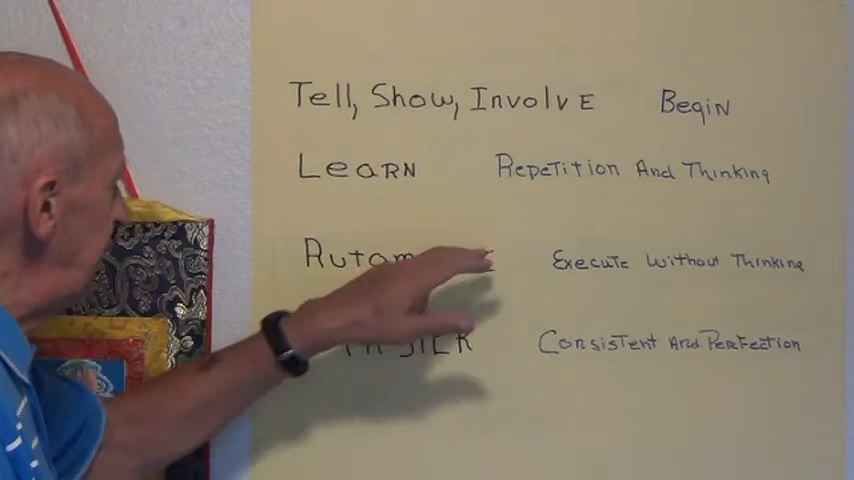 Tell, Show, Involve Begin
Learn Repetition And Thinking
Execute Without Thinking
Consistent And Perfection